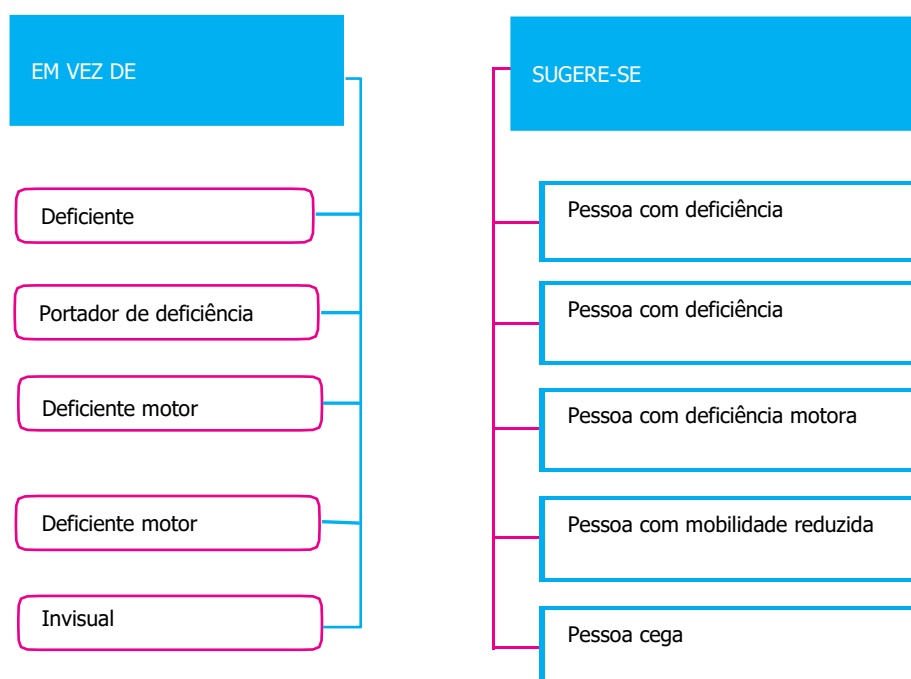 EM VEZ DE
Deficiente
Portador de deficiência
Deficiente motor
Deficiente motor
Invisual
SUGERE-SE
Pessoa com deficiência
Pessoa com deficiência
Pessoa com deficiência motora
Pessoa com mobilidade reduzida
Pessoa cega